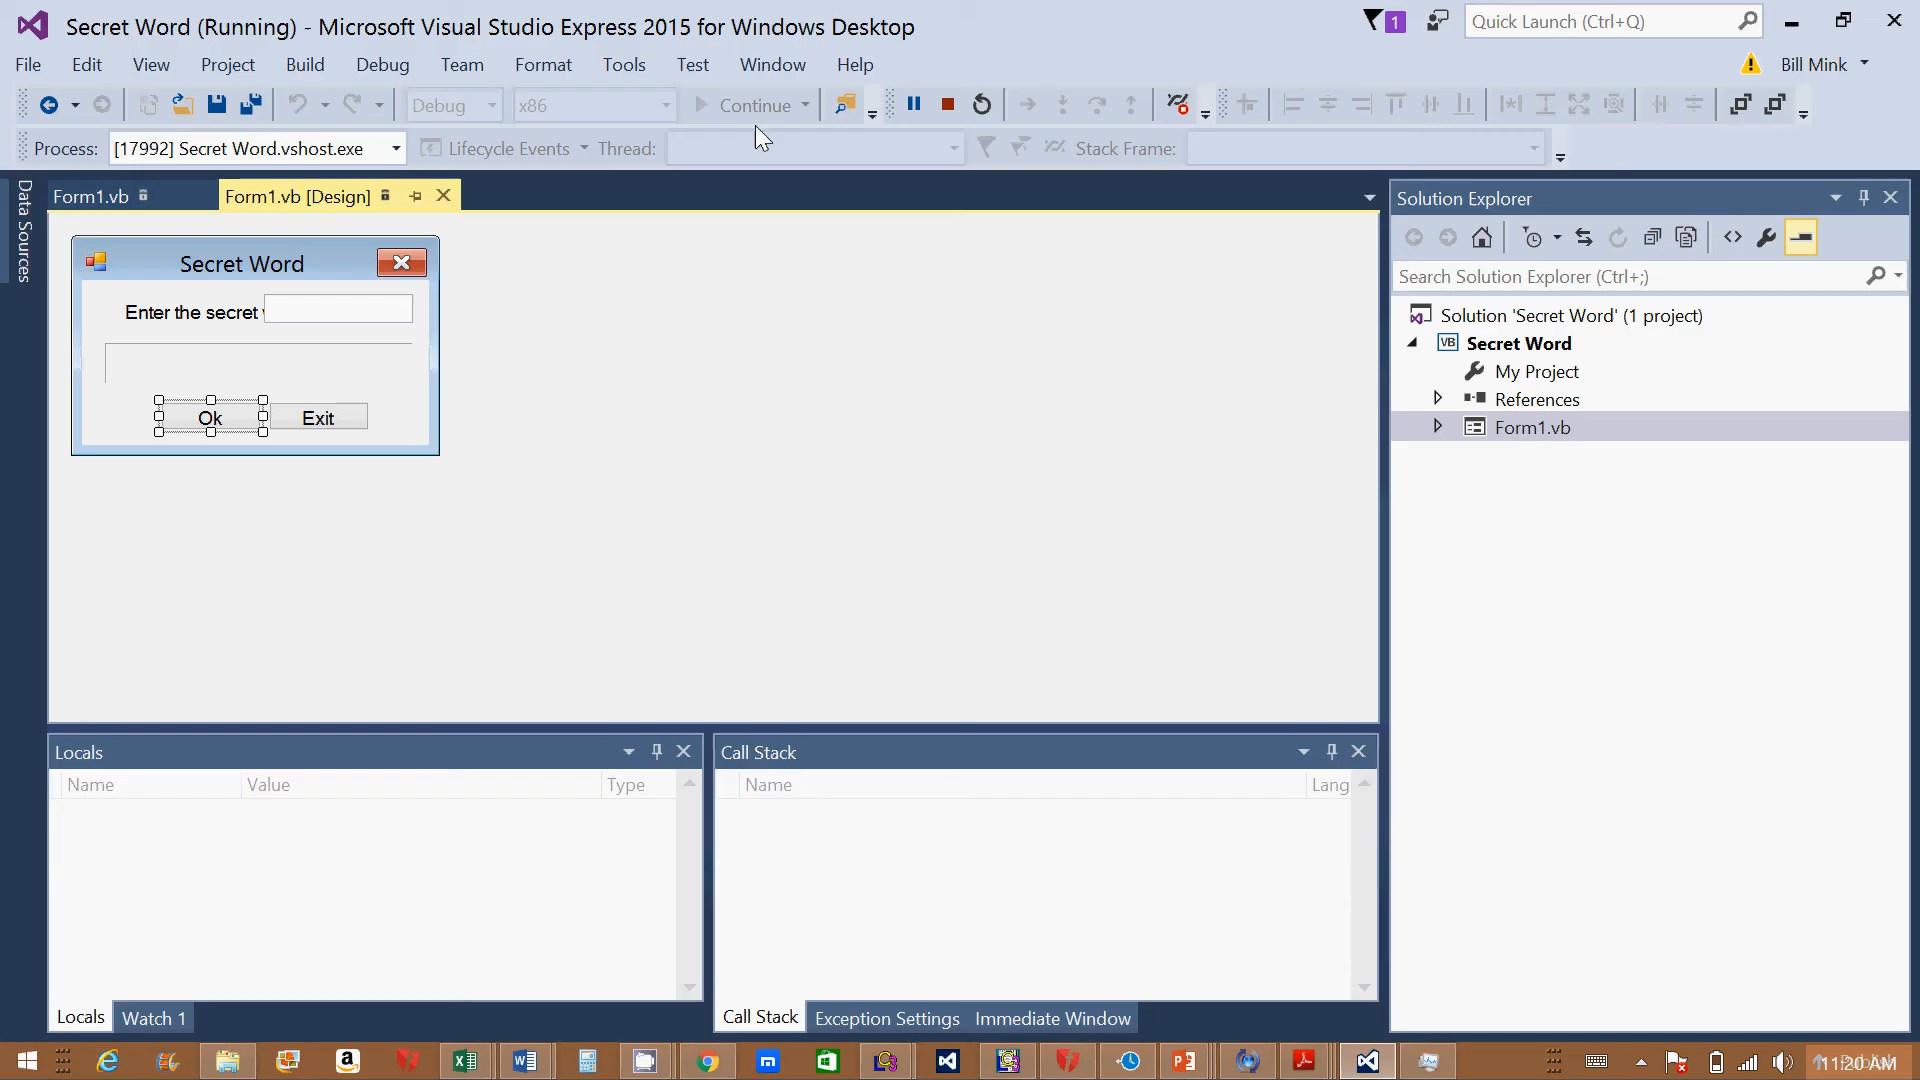 Secret Word (Running) - Microsoft Visual Studio Express 2015 for Windows Desktop
1
Quick Launch (Ctrl+Q)
File Edit View Project Build Debug Team Format Tools Test Window Help
Bill Mink
Debug x86 Continue
Process: [17992] Secret Word.vshost.exe Lifecycle Events Thread: Stack Frame:
Data Sources
Form1.vb Form1.vb [Design]
Secret Word
Enter the secret
Ok Exit
Solution Explorer
Search Solution Explorer (Ctrl+;)
Solution 'Secret Word' (1 project)
VB Secret Word
My Project
References
Form1.vb
Locals
Name Value Type
Locals Watch 1
Call Stack
Name Lang
Call Stack Exception Settings Immediate Window
11:20 AM